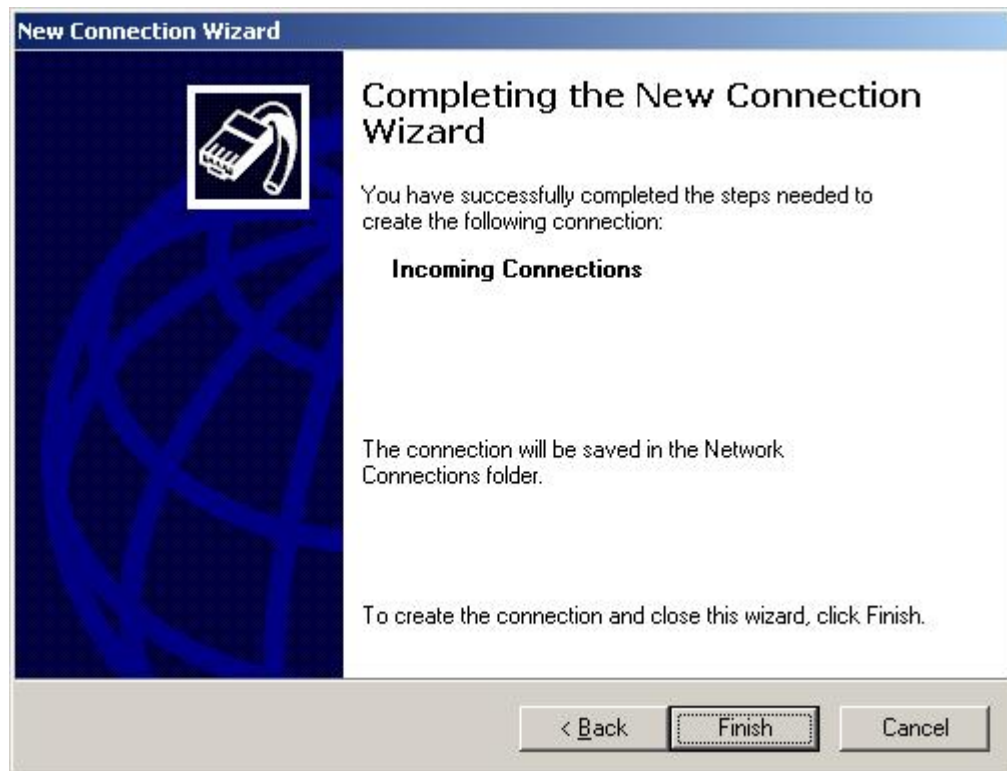 New Connection Wizard
Completing the New Connection
Wizard
You have successfully completed the steps needed to
create the following connection:
Incoming Connections
The connection will be saved in the Network
Connections folder.
To create the connection and close this wizard, click Finish.
< Back Finish Cancel